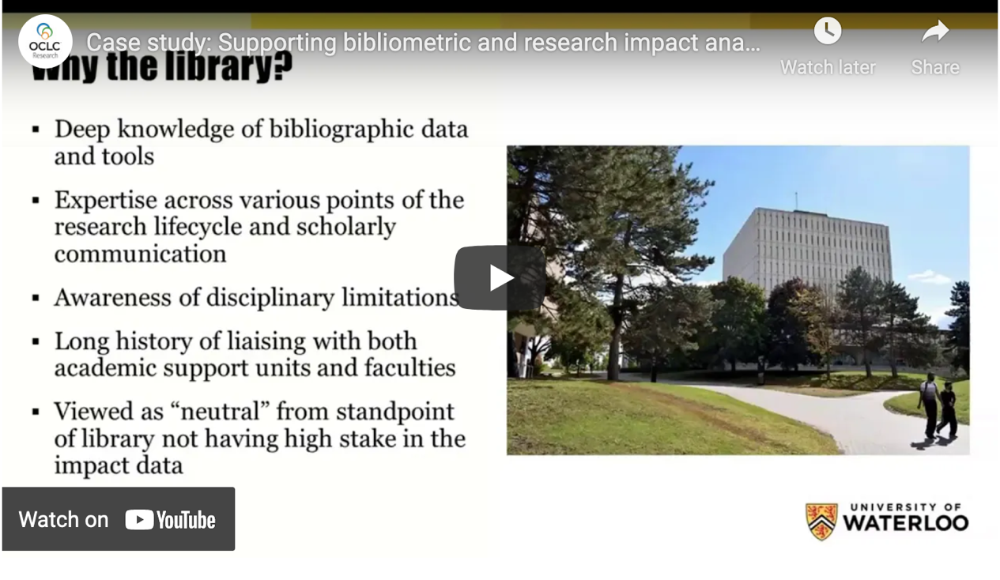 OCLC
Research
Case study: Supporting bibliometric and research impact ana...
Watch later
Share
Why the library?
▪ Deep knowledge of bibliographic data
and tools
▪ Expertise across various points of the
research lifecycle and scholarly
communication
▪ Awareness of disciplinary limitations
▪ Long history of liaising with both
academic support units and faculties
▪ Viewed as “neutral” from standpoint
of library not having high stake in the
impact data
Watch on YouTube
UNIVERSITY OF
WATERLOO